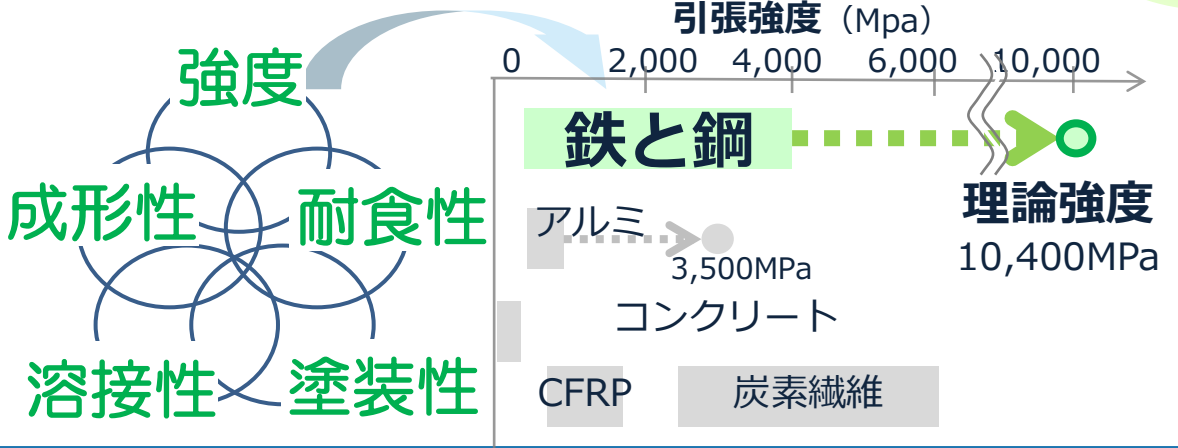 引張強度（Mpa）
0 2,000 4,000 6,000 10,000
強度
成形性
耐食性
溶接性
塗装性
鉄と鋼
理論強度
10,400MPa
アルミ
3,500MPa
コンクリート
CFRP
炭素繊維